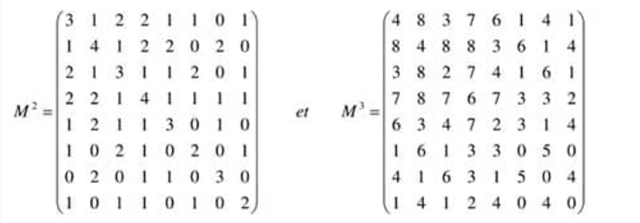 3 1 2 2 1 1 0 1 4 8 3 7 6 1 4 1
1 4 1 2 2 0 2 0 8 4 8 8 3 6 1 4
2 1 3 1 1 2 0 1 3 8 2 7 4 1 6 1
M² = 2 2 1 4 1 1 1 1 et M³ = 7 8 7 6 7 3 3 2
1 2 1 1 3 0 1 0 6 3 4 7 2 3 1 4
1 0 2 1 0 2 0 1 1 6 1 3 3 0 5 0
0 2 0 1 1 0 3 0 4 1 6 3 1 5 0 4
1 0 1 1 0 1 0 2 1 4 1 2 4 0 4 0